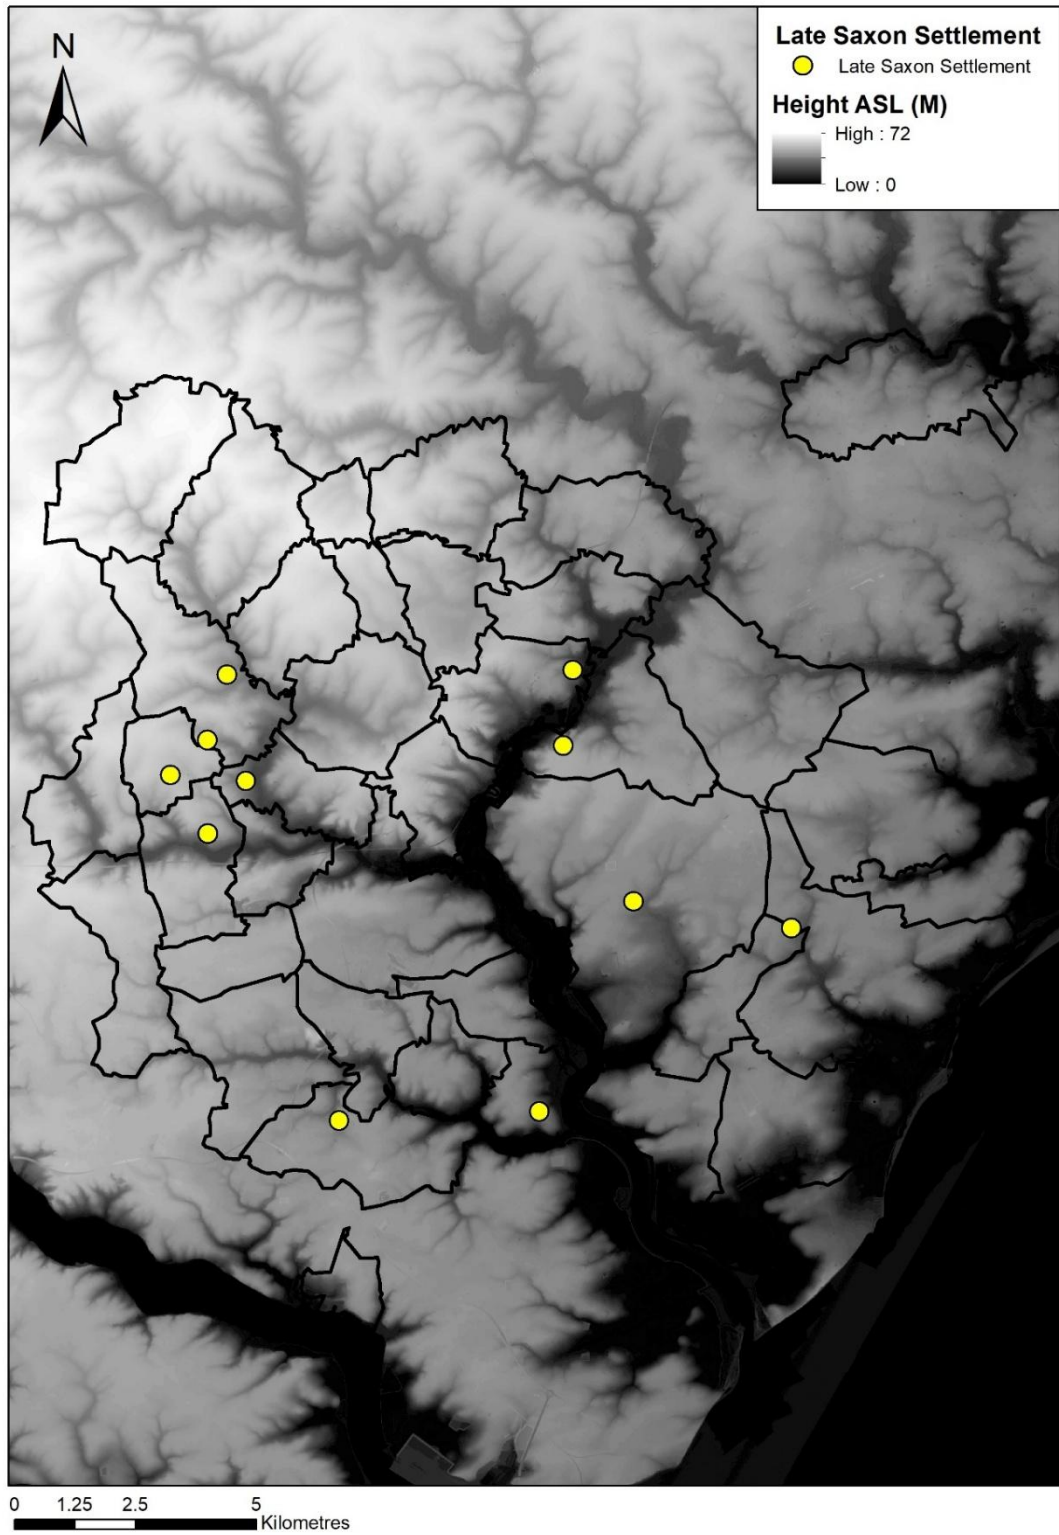 N
Late Saxon Settlement
Late Saxon Settlement
Height ASL (M)
High : 72
Low : 0
0 1.25 2.5 5
Kilometres